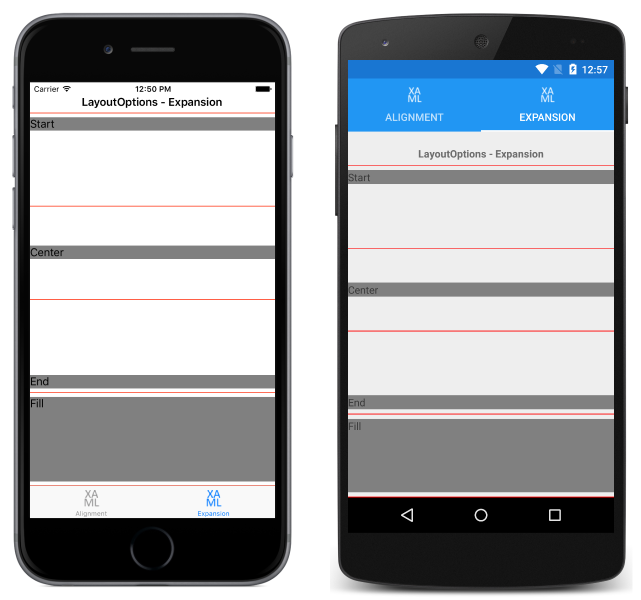 Carrier 12:50 PM
LayoutOptions - Expansion
Start
Center
End
Fill
XA
ML
Alignment
XA
ML
Expansion
12:57
XA
ML
ALIGNMENT
XA
ML
EXPANSION
LayoutOptions - Expansion
Start
Center
End
Fill